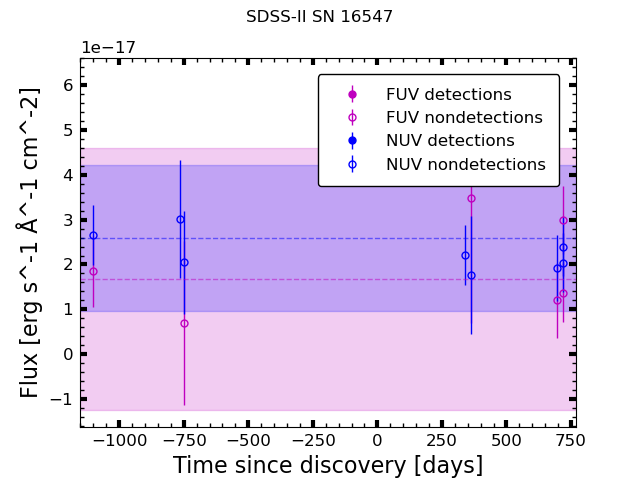 SDSS-II SN 16547
1e−17
6
5
4
3
2
1
0
−1
Flux [erg s^-1 Å^-1 cm^-2]
FUV detections
FUV nondetections
NUV detections
NUV nondetections
−1000 −750 −500 −250 0 250 500 750
Time since discovery [days]